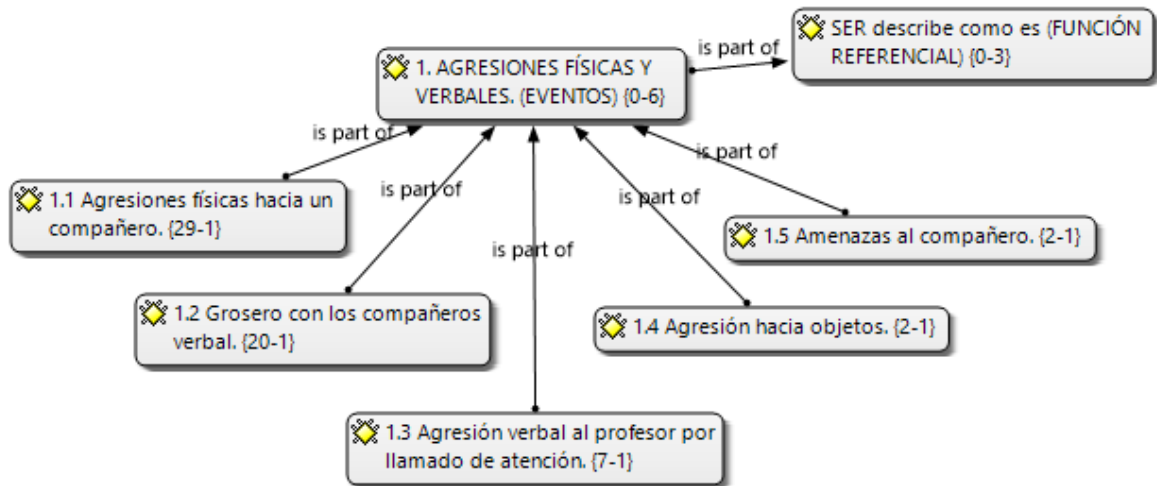 SER describe como es (FUNCIÓN
REFERENCIAL) {0-3}
is part of
1. AGRESIONES FÍSICAS Y
VERBALES. (EVENTOS) {0-6}
is part of
is part of
is part of
is part of
is part of
1.1 Agresiones físicas hacia un
compañero. {29-1}
1.5 Amenazas al compañero. {2-1}
1.2 Grosero con los compañeros
verbal. {20-1}
1.4 Agresión hacia objetos. {2-1}
1.3 Agresión verbal al profesor por
llamado de atención. {7-1}